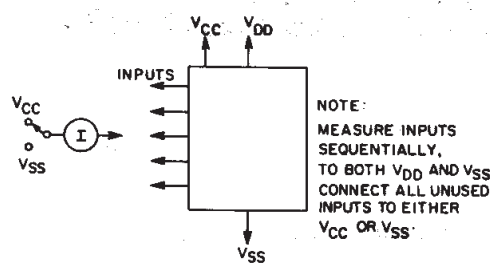 VCC VDD
INPUTS
VCC
I
VSS
NOTE:
MEASURE INPUTS
SEQUENTIALLY,
TO BOTH VDD AND VSS
CONNECT ALL UNUSED
INPUTS TO EITHER
VCC OR VSS.
VSS